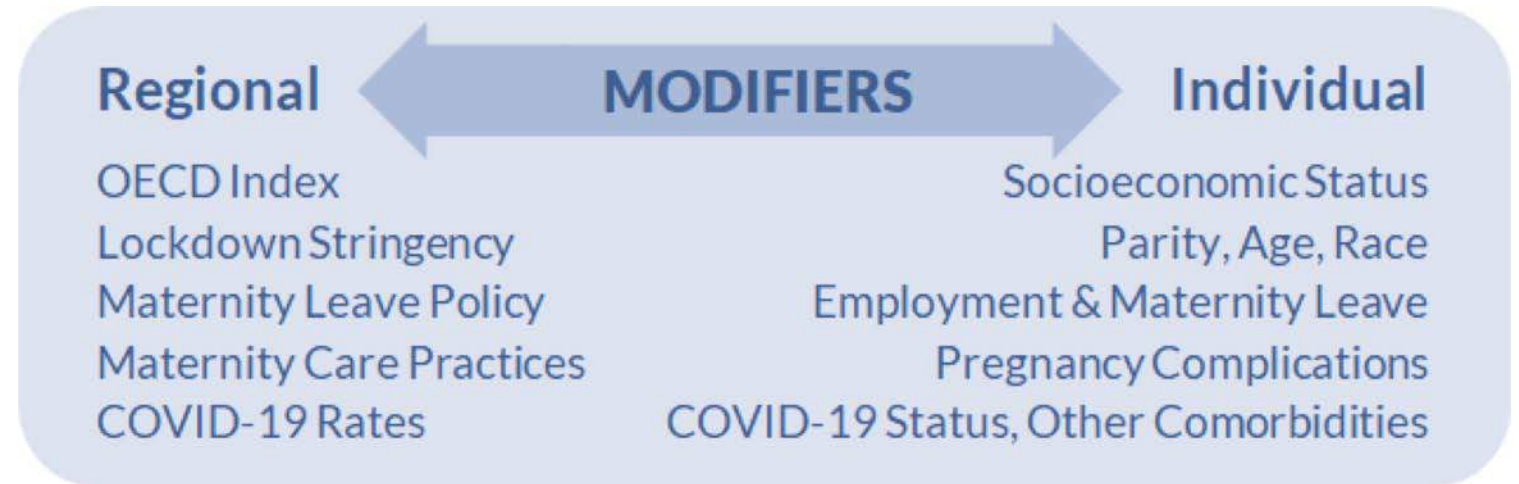 Regional MODIFIERS Individual
OECD Index
Lockdown Stringency
Maternity Leave Policy
Maternity Care Practices
COVID-19 Rates
Socioeconomic Status
Parity, Age, Race
Employment & Maternity Leave
Pregnancy Complications
COVID-19 Status, Other Comorbidities